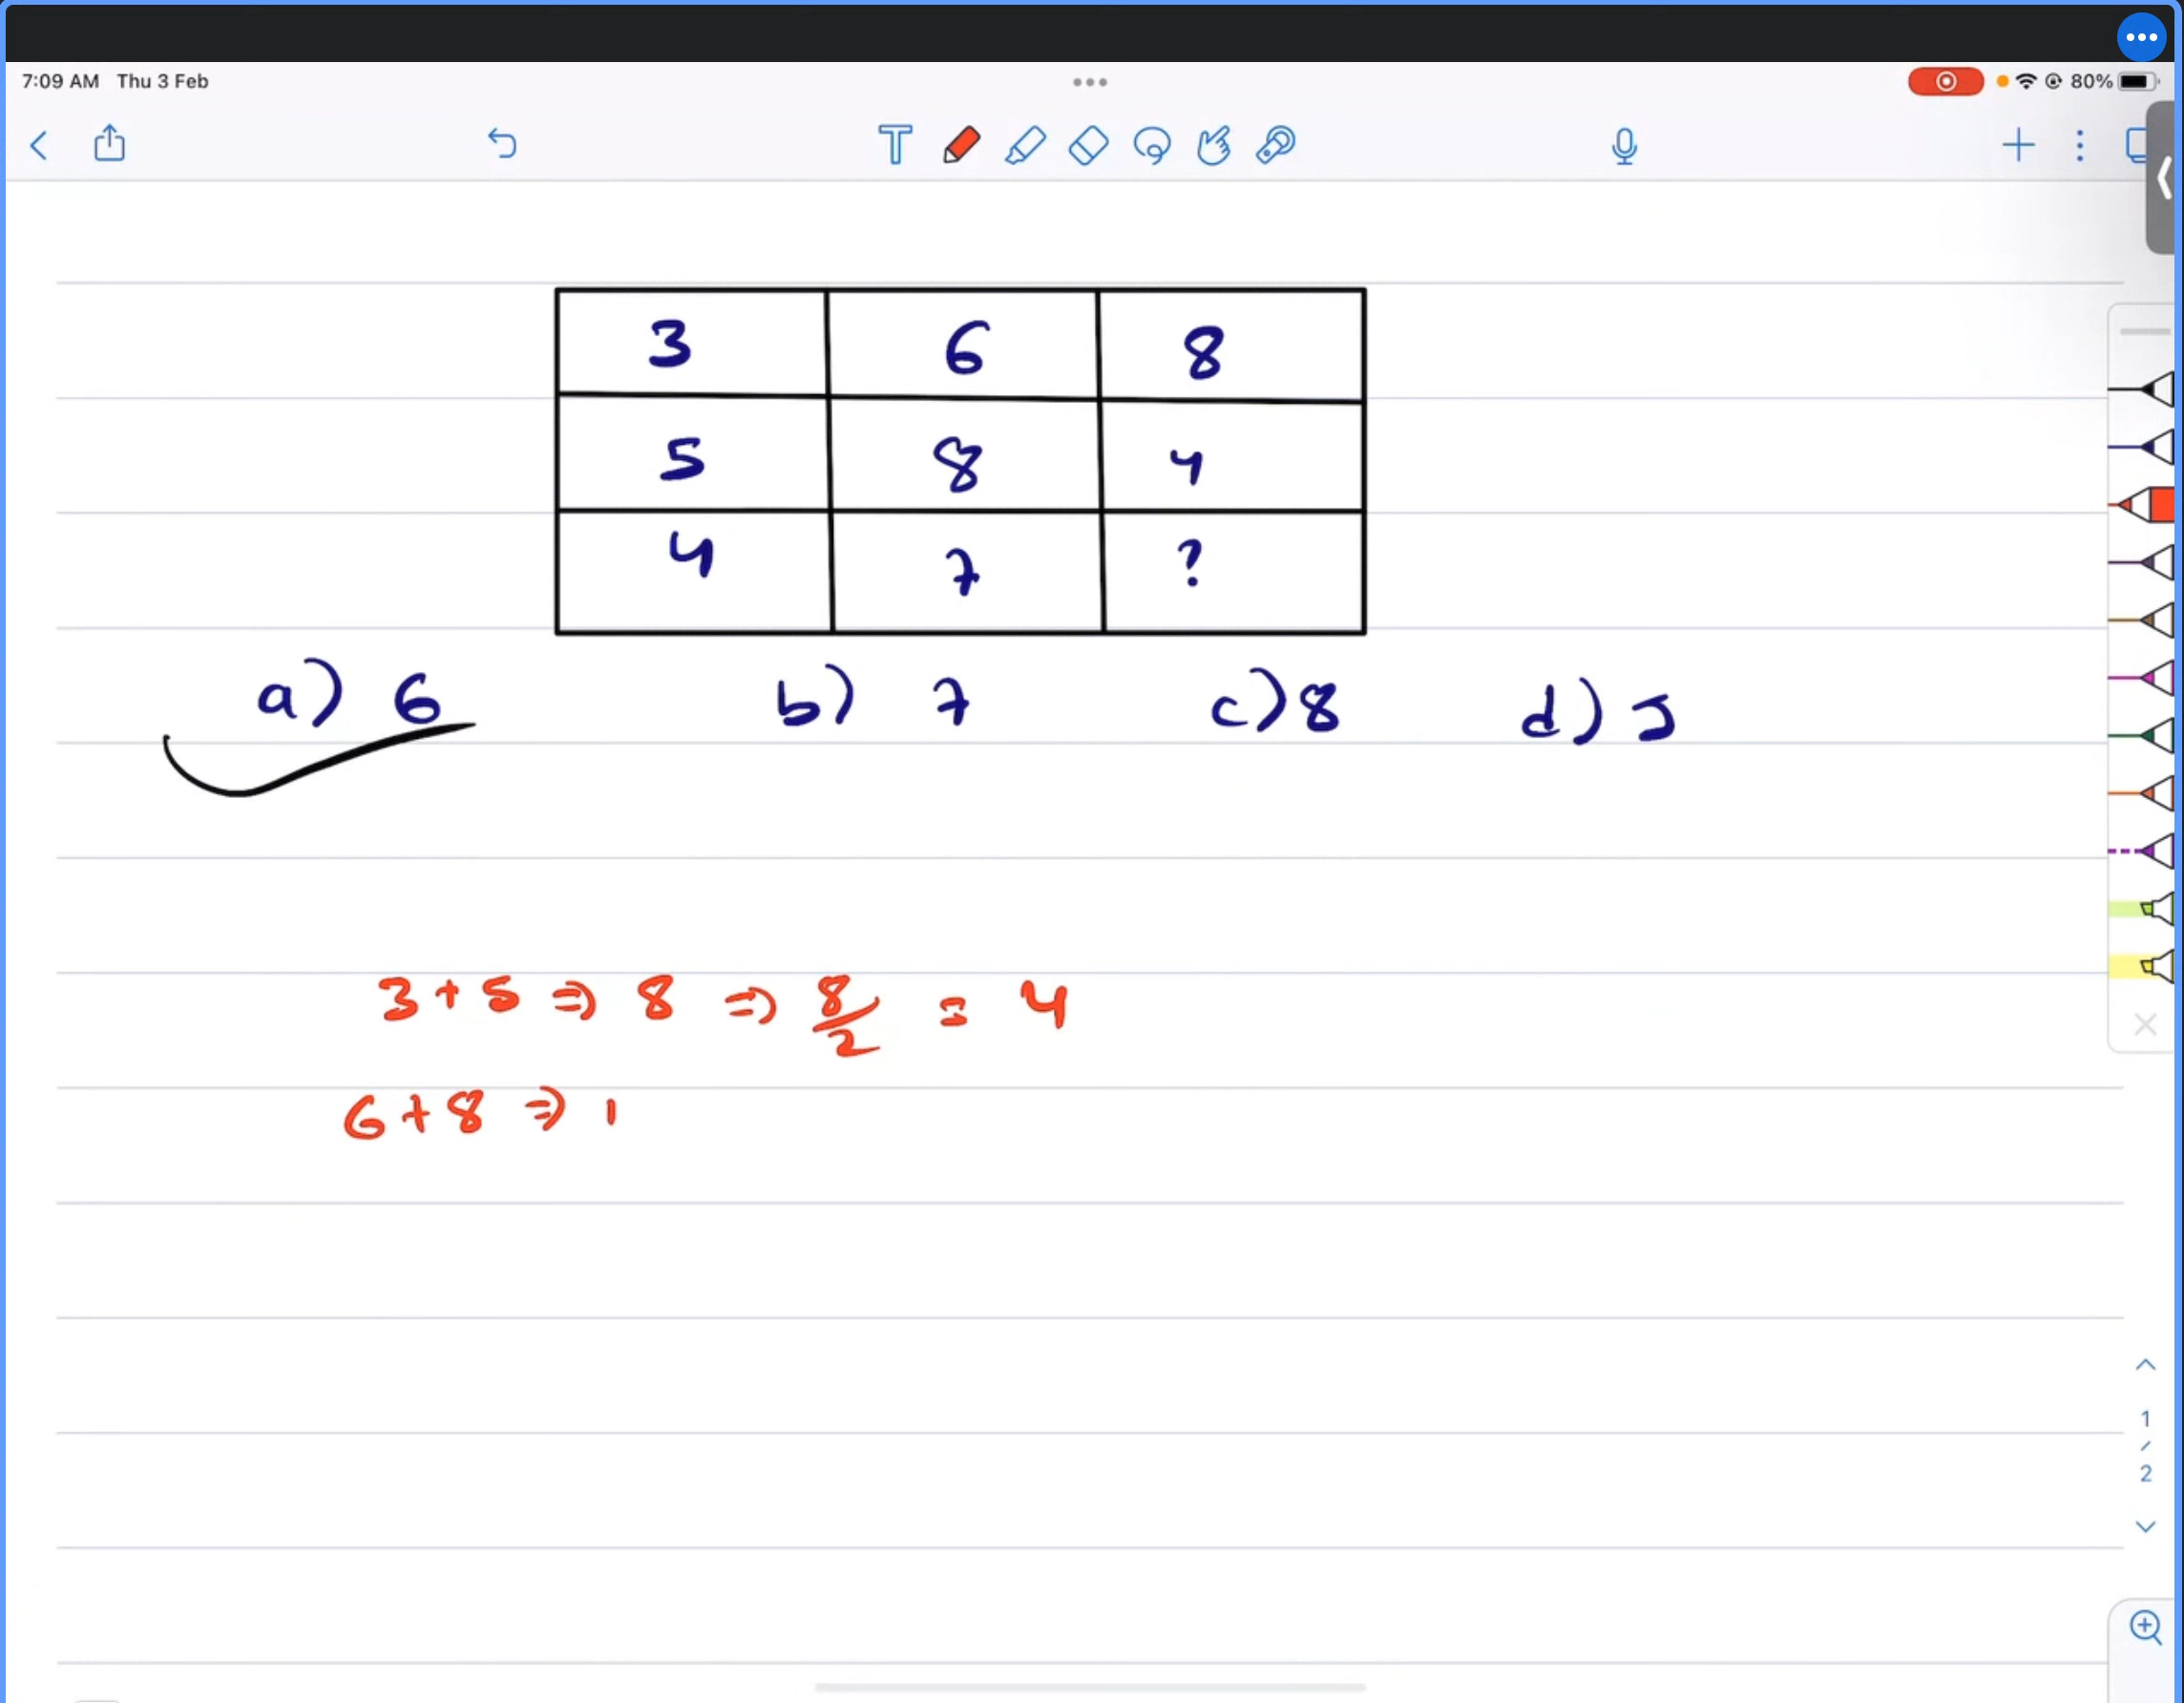 7:09 AM Thu 3 Feb 80%
T
3 6 8
5 8 4
4 7 ?
a) 6 b) 7 c) 8 d) 5
3 + 5 ⇒ 8 ⇒ 8/2 = 4
6 + 8 ⇒ 1
1
/
2